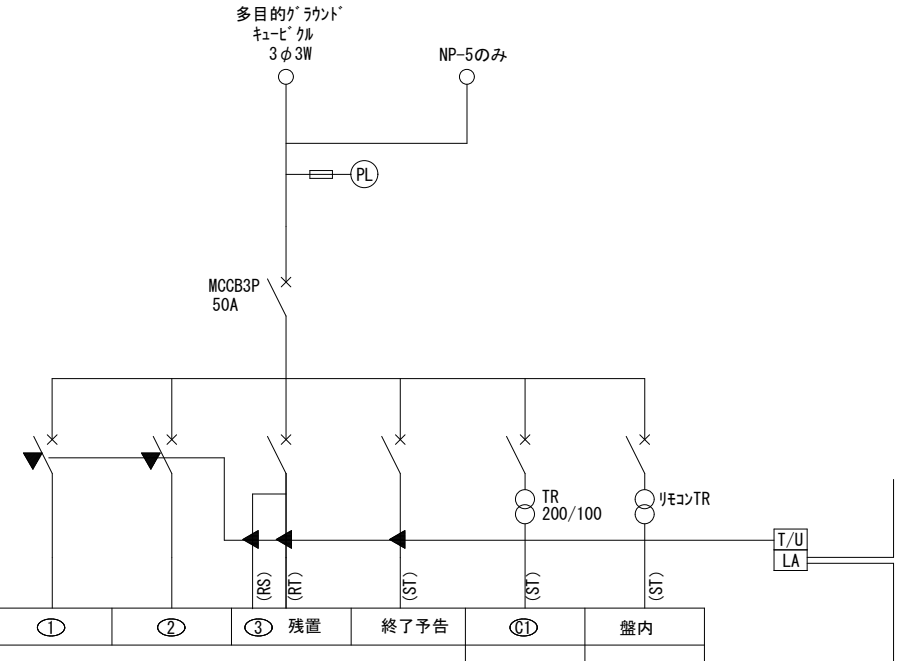 多目的ｸﾞﾗｳﾝﾄﾞ
ｷｭｰﾋﾞｸﾙ
3φ3W
NP-5のみ
PL
MCCB3P
50A
TR
200/100
ﾘﾓｺﾝTR
T/U
LA
(RS)
(RT)
(ST)
(ST)
(ST)
①
②
③ 残置
終了予告
C1
盤内